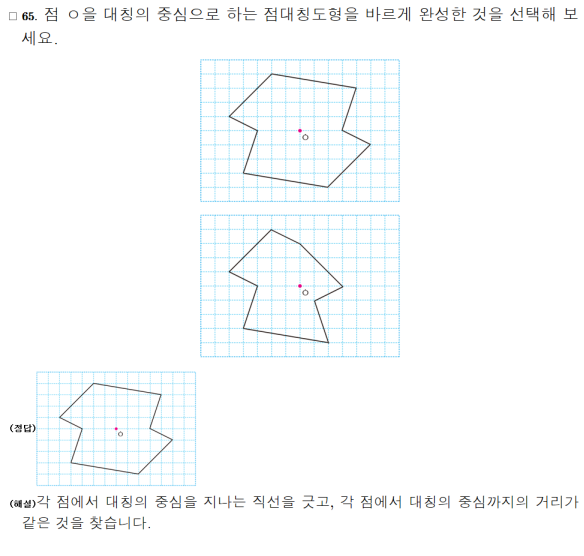 □ 65. 점 ㅇ을 대칭의 중심으로 하는 점대칭도형을 바르게 완성한 것을 선택해 보
세요.
ㅇ
ㅇ
(정답)
ㅇ
(해설)각 점에서 대칭의 중심을 지나는 직선을 긋고, 각 점에서 대칭의 중심까지의 거리가
같은 것을 찾습니다.